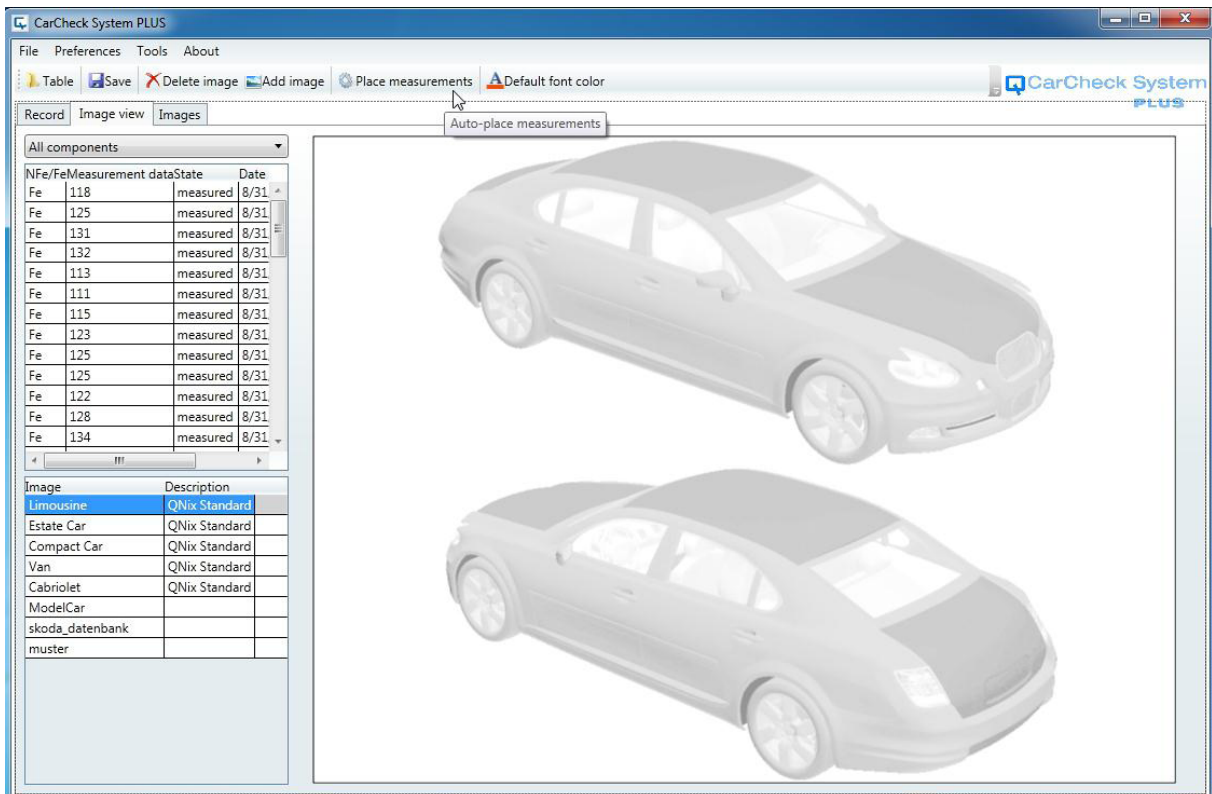 CarCheck System PLUS
File Preferences Tools About
Table Save Delete image Add image Place measurements Default font color
CarCheck System
PLUS
Record Image view Images
Auto-place measurements
All components
NFe/FeMeasurement dataState Date
Fe 118 measured 8/31
Fe 125 measured 8/31
Fe 131 measured 8/31
Fe 132 measured 8/31
Fe 113 measured 8/31
Fe 111 measured 8/31
Fe 115 measured 8/31
Fe 123 measured 8/31
Fe 125 measured 8/31
Fe 125 measured 8/31
Fe 122 measured 8/31
Fe 128 measured 8/31
Fe 134 measured 8/31
Image Description
Limousine QNix Standard
Estate Car QNix Standard
Compact Car QNix Standard
Van QNix Standard
Cabriolet QNix Standard
ModelCar
skoda_datenbank
muster